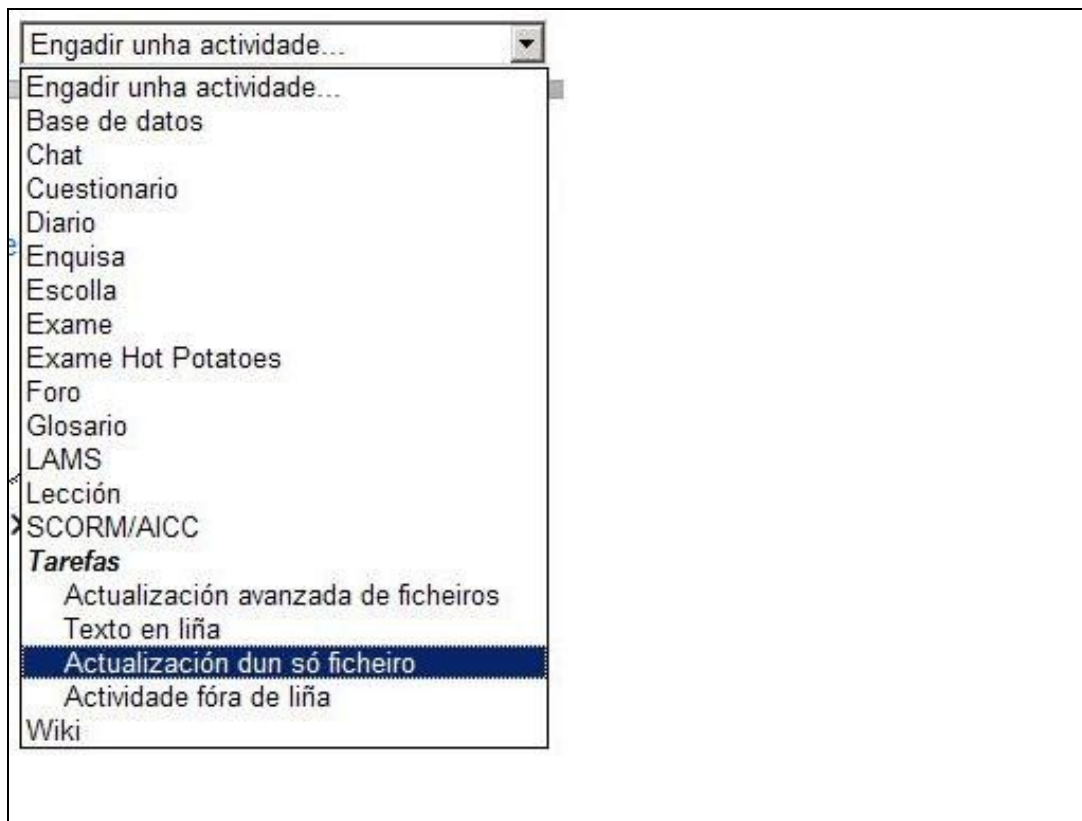 Engadir unha actividade...
Engadir unha actividade...
Base de datos
Chat
Cuestionario
Diario
Enquisa
Escolla
Exame
Exame Hot Potatoes
Foro
Glosario
LAMS
Lección
SCORM/AICC
Tarefas
Actualización avanzada de ficheiros
Texto en liña
Actualización dun só ficheiro
Actividade fóra de liña
Wiki